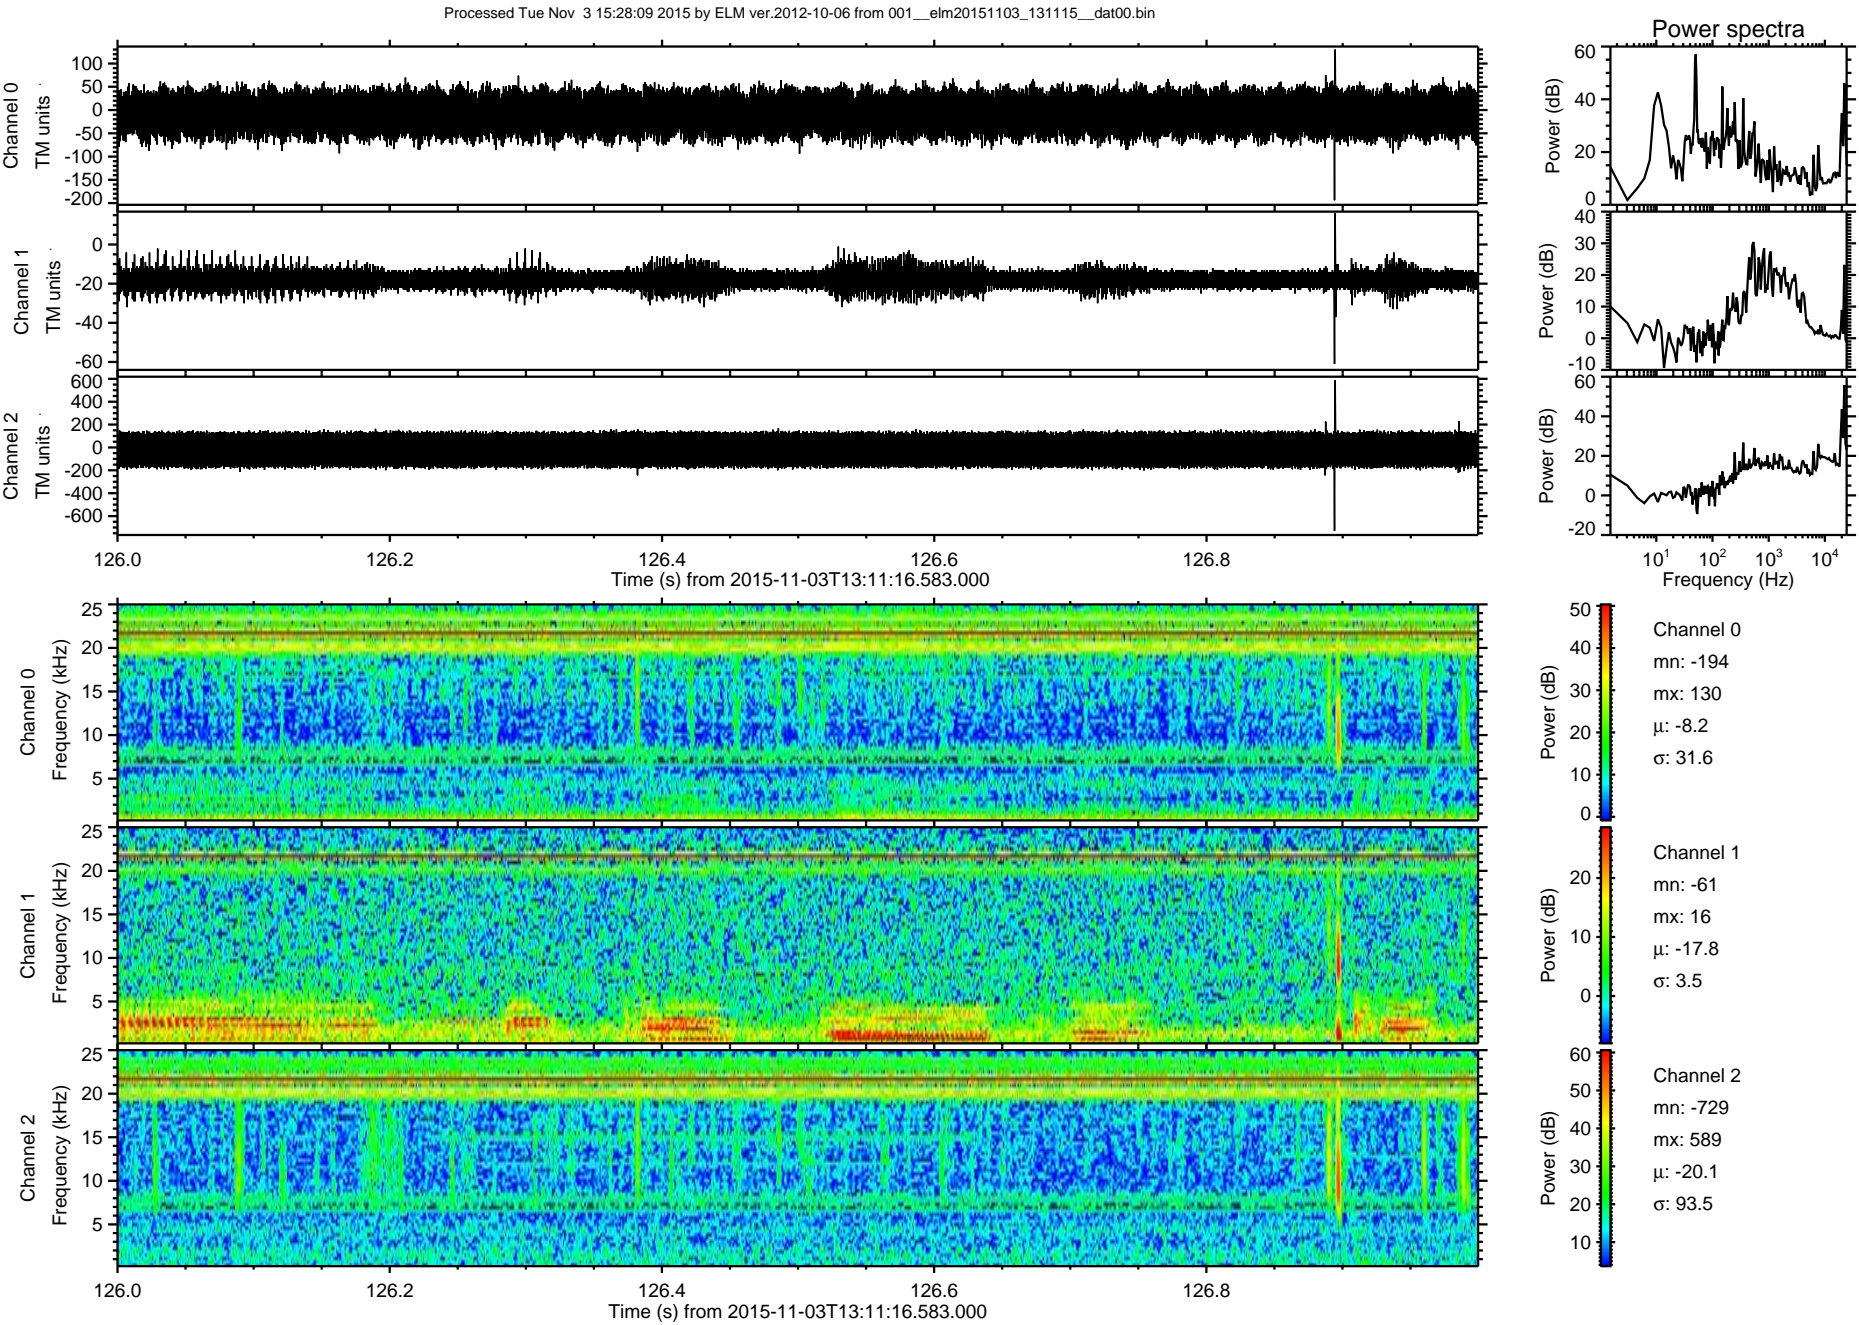 Processed Tue Nov 3 15:28:09 2015 by ELM ver.2012-10-06 from 001__elm20151103_131115__dat00.bin
Power spectra
Channel 0
TM units
100
50
0
-50
-100
-150
-200
Power (dB)
60
40
20
0
Channel 1
TM units
0
-20
-40
-60
Power (dB)
40
30
20
10
0
-10
Channel 2
TM units
600
400
200
0
-200
-400
-600
Power (dB)
60
40
20
0
-20
126.0 126.2 126.4 126.6 126.8
Time (s) from 2015-11-03T13:11:16.583.000
10¹ 10² 10³ 10⁴
Frequency (Hz)
Channel 0
Frequency (kHz)
25
20
15
10
5
Power (dB)
50
40
30
20
10
0
Channel 0
mn: -194
mx: 130
μ: -8.2
σ: 31.6
Channel 1
Frequency (kHz)
25
20
15
10
5
Power (dB)
20
10
0
Channel 1
mn: -61
mx: 16
μ: -17.8
σ: 3.5
Channel 2
Frequency (kHz)
25
20
15
10
5
Power (dB)
60
50
40
30
20
10
Channel 2
mn: -729
mx: 589
μ: -20.1
σ: 93.5
126.0 126.2 126.4 126.6 126.8
Time (s) from 2015-11-03T13:11:16.583.000